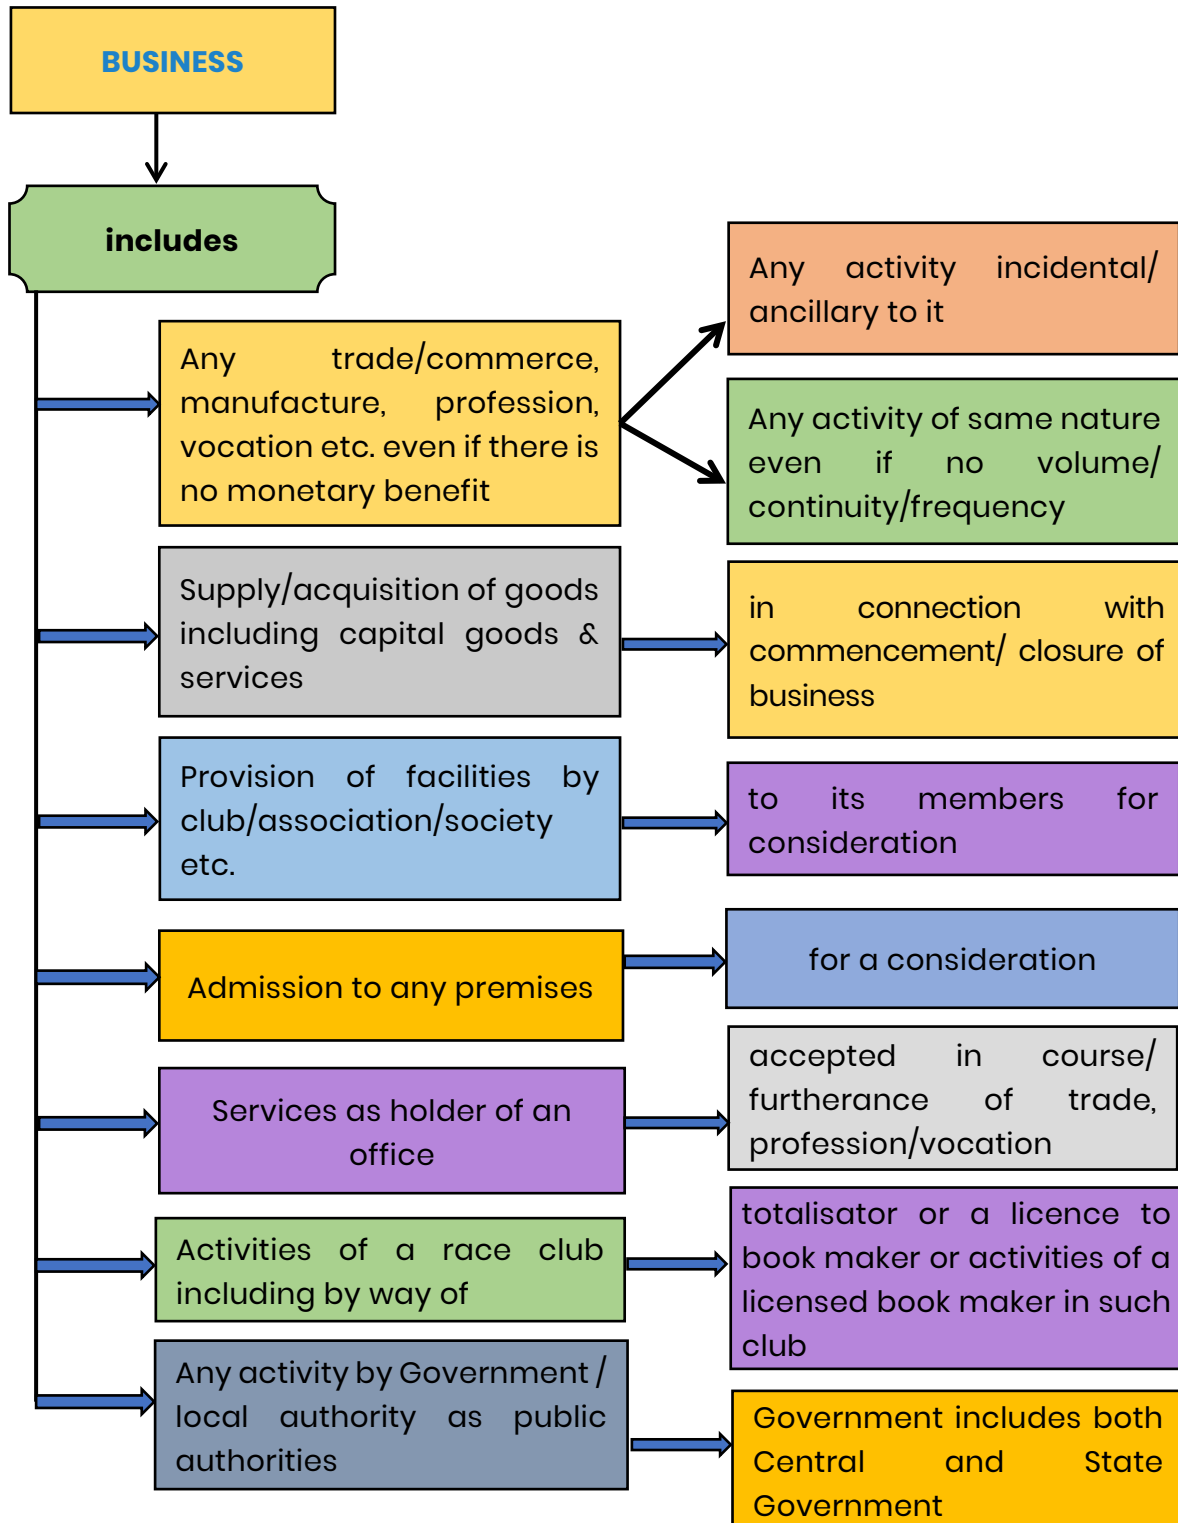 BUSINESS
includes
Any trade/commerce,
manufacture, profession,
vocation etc. even if there is
no monetary benefit
Any activity incidental/
ancillary to it
Any activity of same nature
even if no volume/
continuity/frequency
Supply/acquisition of goods
including capital goods &
services
in connection with
commencement/ closure of
business
Provision of facilities by
club/association/society
etc.
to its members for
consideration
Admission to any premises
for a consideration
Services as holder of an
office
accepted in course/
furtherance of trade,
profession/vocation
Activities of a race club
including by way of
totalisator or a licence to
book maker or activities of a
licensed book maker in such
club
Any activity by Government /
local authority as public
authorities
Government includes both
Central and State
Government